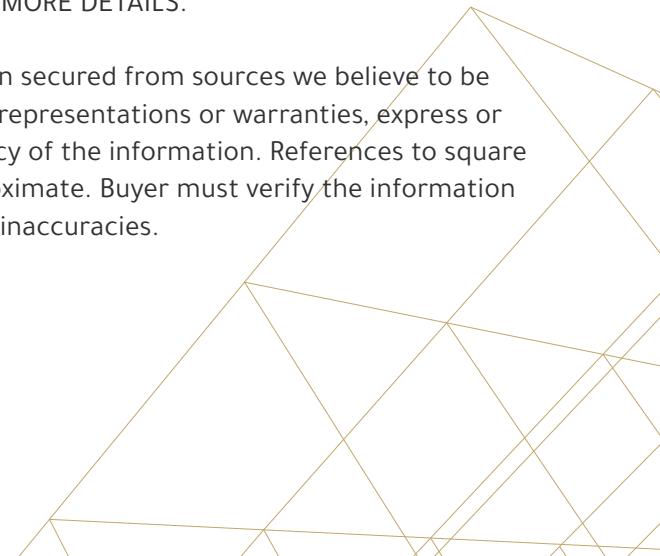 MORE DETAILS.
n secured from sources we believe to be
representations or warranties, express or
cy of the information. References to square
ximate. Buyer must verify the information
inaccuracies.